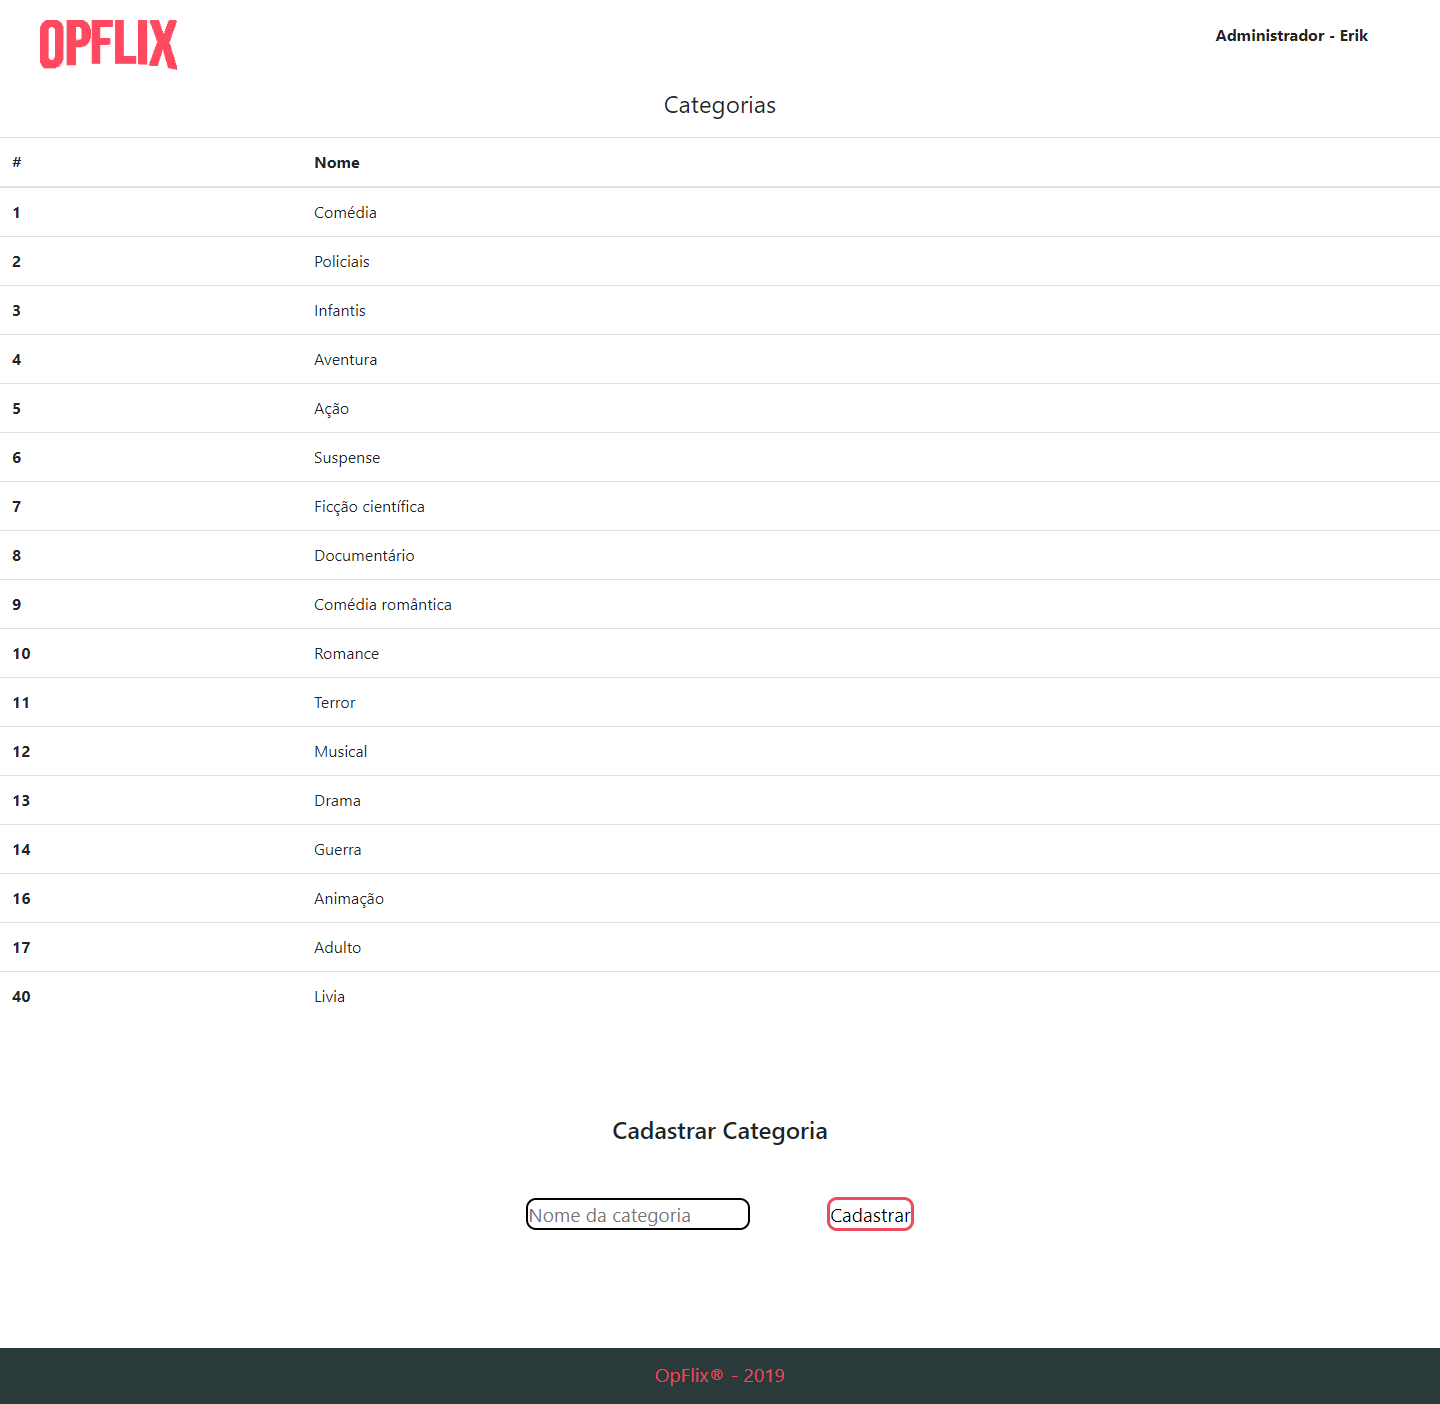 OPFLIX
Administrador - Erik
Categorias
# Nome
1 Comédia
2 Policiais
3 Infantis
4 Aventura
5 Ação
6 Suspense
7 Ficção científica
8 Documentário
9 Comédia romântica
10 Romance
11 Terror
12 Musical
13 Drama
14 Guerra
16 Animação
17 Adulto
40 Livia
Cadastrar Categoria
Nome da categoria Cadastrar
OpFlix® - 2019